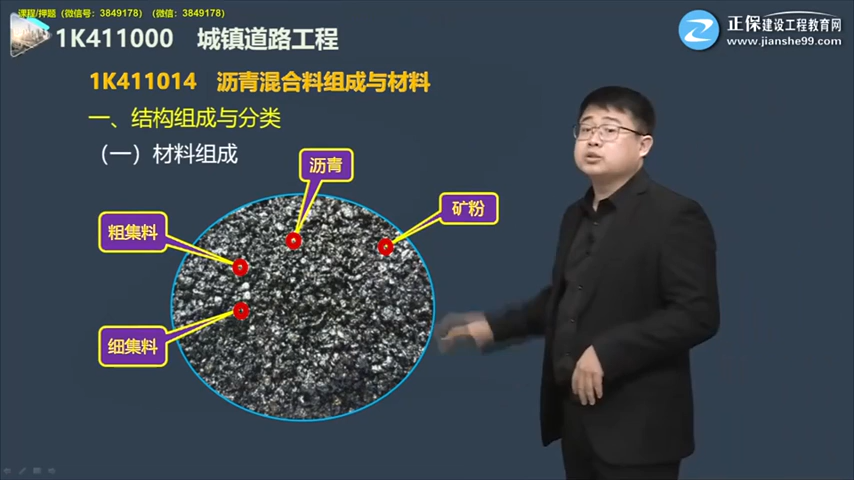 课程/押题（微信号：3849178）（微信：3849178）
1K411000 城镇道路工程
正保建设工程教育网
www.jianshe99.com
1K411014 沥青混合料组成与材料
一、结构组成与分类
（一）材料组成
沥青
矿粉
粗集料
细集料